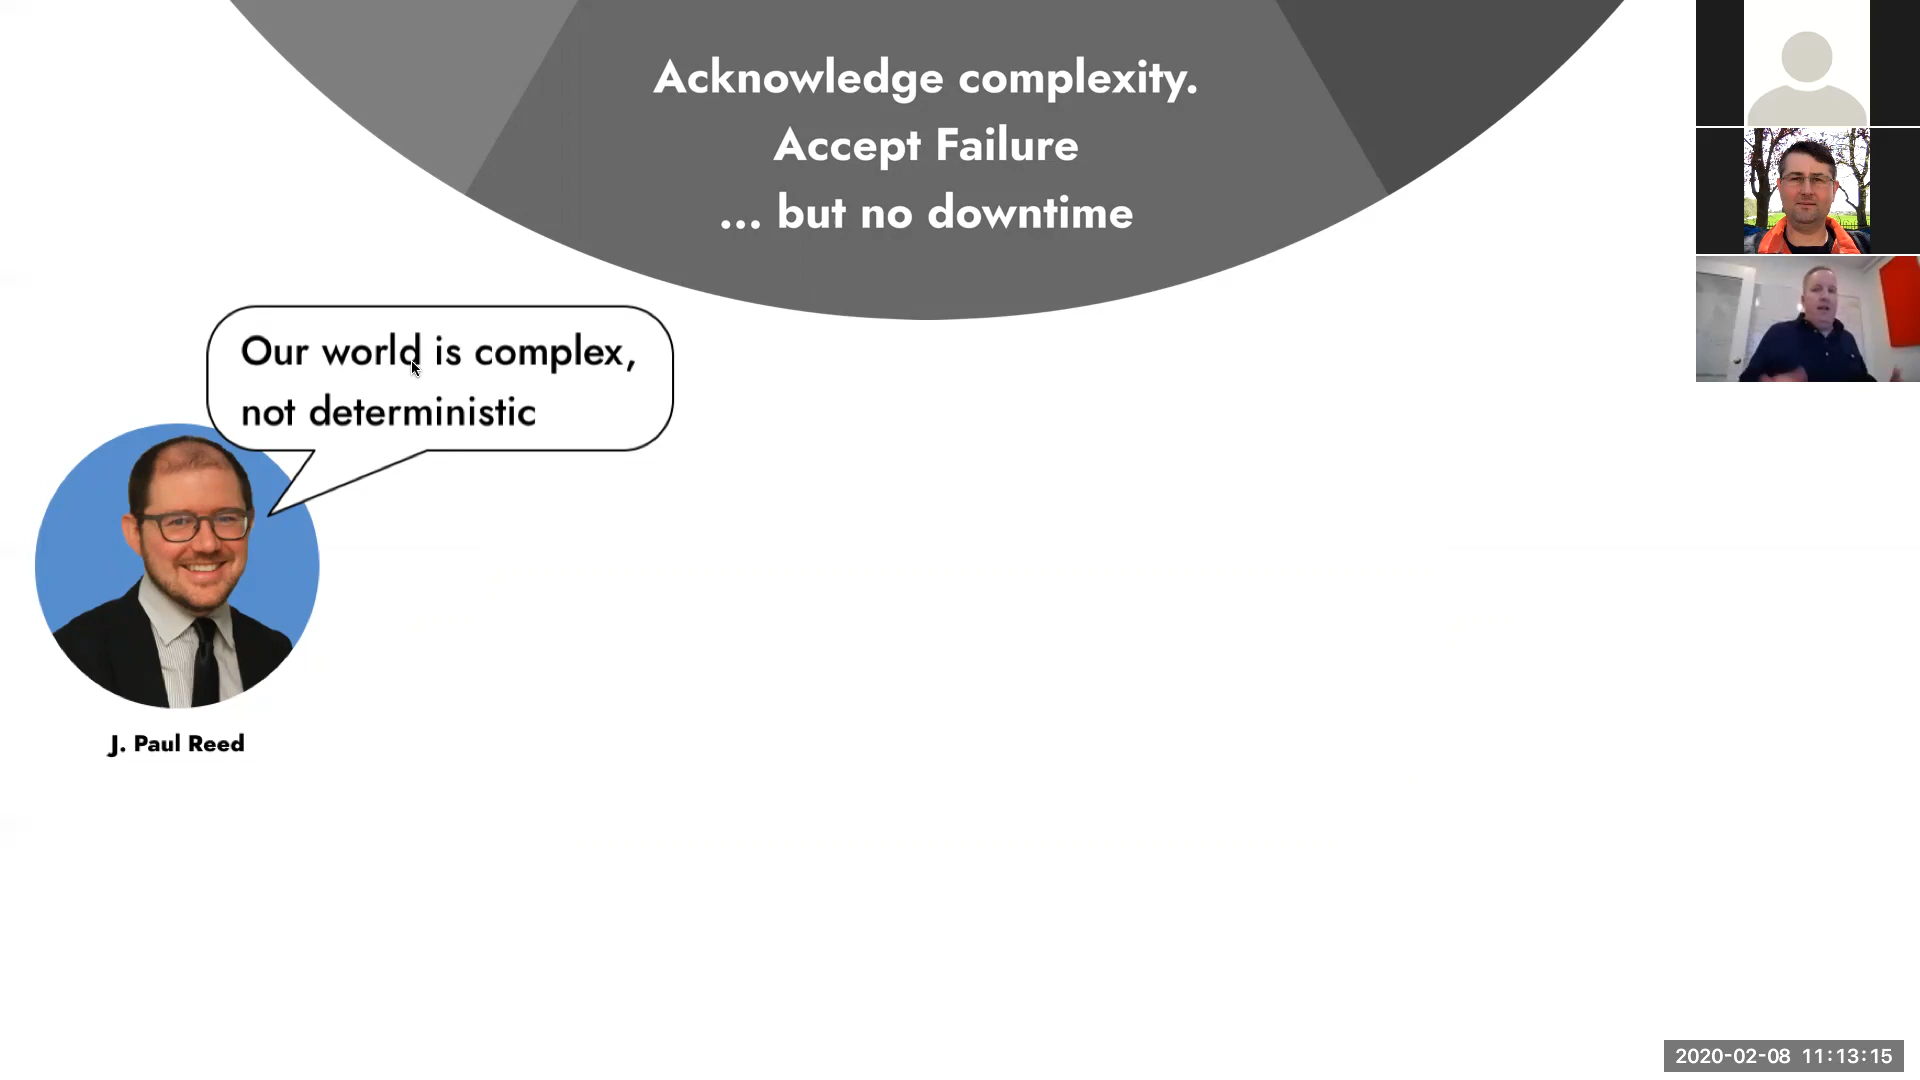 Acknowledge complexity.
Accept Failure
... but no downtime
Our world is complex,
not deterministic
J. Paul Reed
2020-02-08 11:13:15